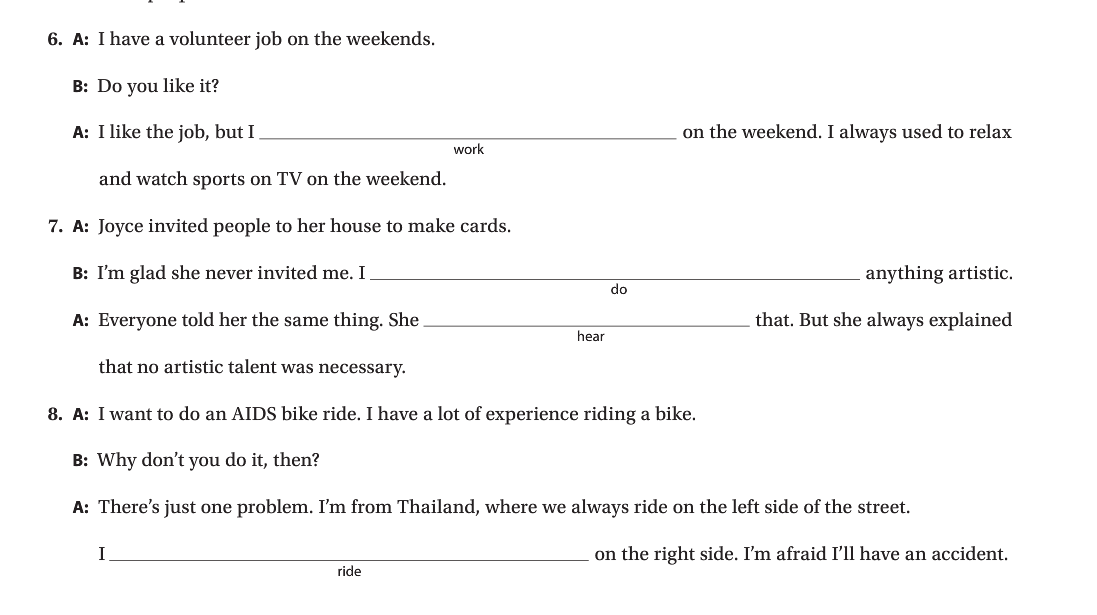 6. A: I have a volunteer job on the weekends.
B: Do you like it?
A: I like the job, but I ________ on the weekend. I always used to relax
work
and watch sports on TV on the weekend.
7. A: Joyce invited people to her house to make cards.
B: I'm glad she never invited me. I ________ anything artistic.
do
A: Everyone told her the same thing. She ________ that. But she always explained
hear
that no artistic talent was necessary.
8. A: I want to do an AIDS bike ride. I have a lot of experience riding a bike.
B: Why don't you do it, then?
A: There's just one problem. I'm from Thailand, where we always ride on the left side of the street.
I ________ on the right side. I'm afraid I'll have an accident.
ride